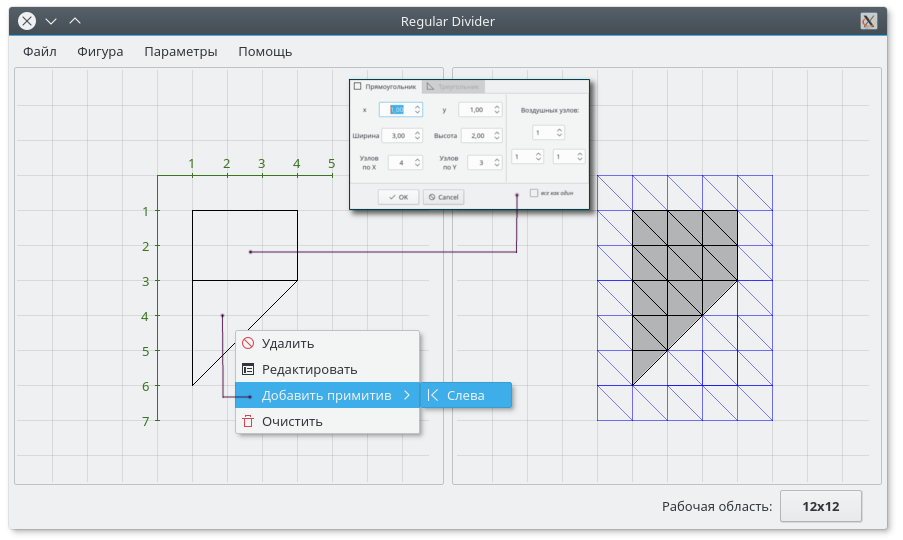 Regular Divider
Файл Фигура Параметры Помощь
Прямоугольник Треугольник
x 1,00 y 1,00 Воздушных узлов:
1
Ширина 3,00 Высота 2,00
Узлов по X 4 Узлов по Y 3 1 1
OK Cancel все как один
1 2 3 4 5
1
2
3
4
5
6
7
Удалить
Редактировать
Добавить примитив Слева
Очистить
Рабочая область: 12x12